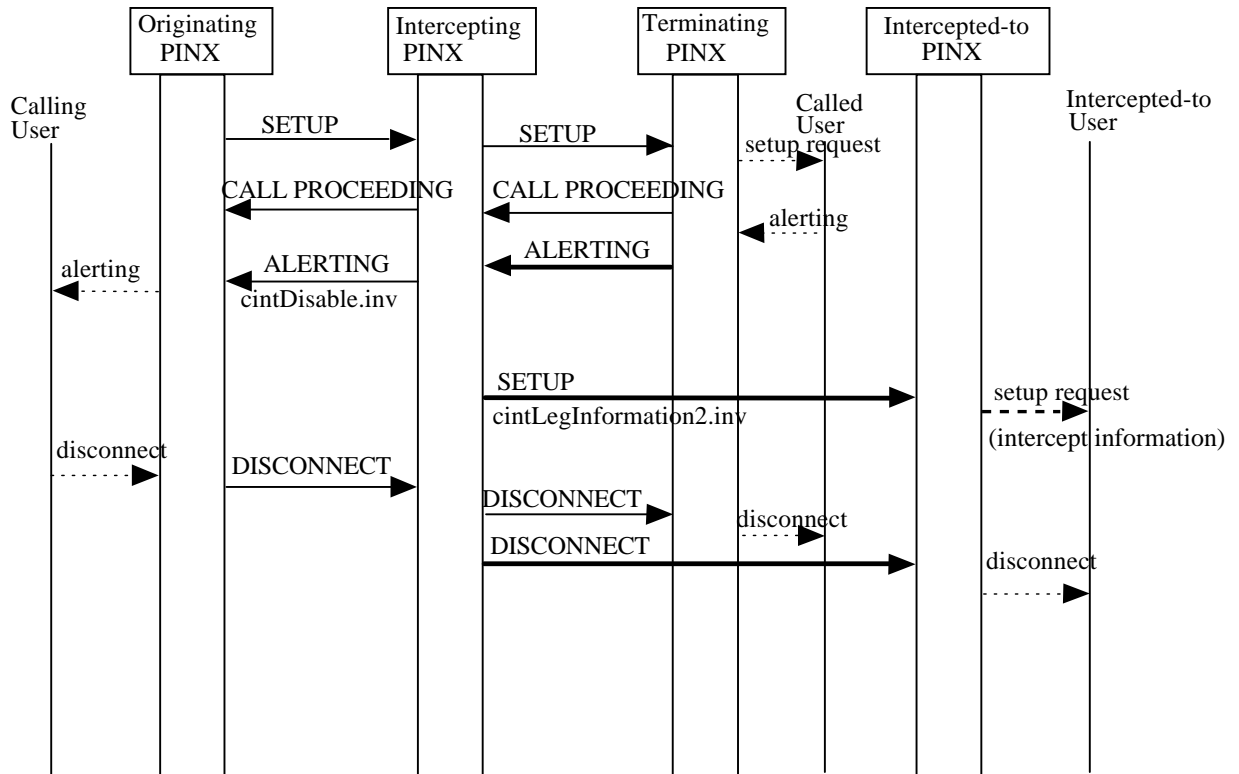 Originating
PINX
Intercepting
PINX
Terminating
PINX
Intercepted-to
PINX
Calling
User
Called
User
Intercepted-to
User
SETUP
SETUP
setup request
CALL PROCEEDING
CALL PROCEEDING
alerting
ALERTING
ALERTING
alerting
cintDisable.inv
SETUP
setup request
cintLegInformation2.inv
(intercept information)
disconnect
DISCONNECT
DISCONNECT
disconnect
DISCONNECT
disconnect